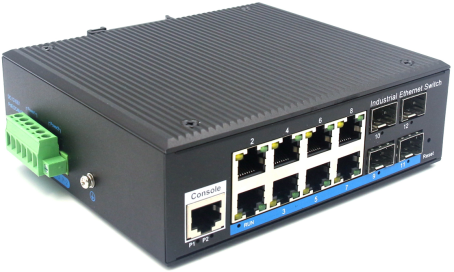 Industrial Ethernet Switch
2 4 6 8
10 12
Console
3 5 7
9 11
Reset
RUN
P1 P2